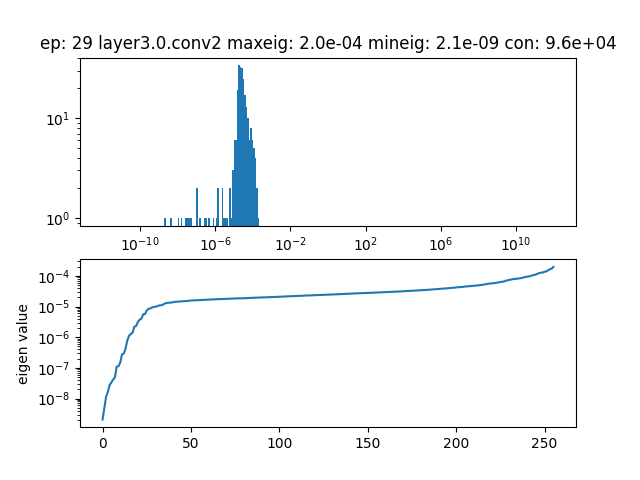 ep: 29 layer3.0.conv2 maxeig: 2.0e-04 mineig: 2.1e-09 con: 9.6e+04
10¹
10⁰
10⁻¹⁰ 10⁻⁶ 10⁻² 10² 10⁶ 10¹⁰
10⁻⁴
10⁻⁵
10⁻⁶
10⁻⁷
10⁻⁸
eigen value
0 50 100 150 200 250